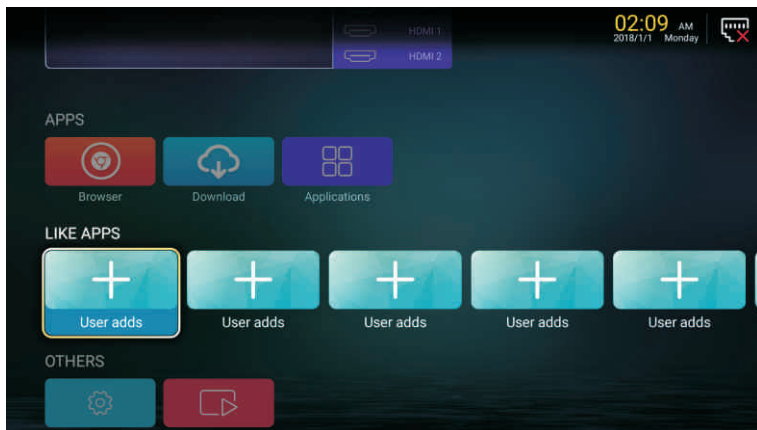 02:09 AM
2018/1/1 Monday
HDMI 1
HDMI 2
APPS
Browser Download Applications
LIKE APPS
User adds User adds User adds User adds User adds
OTHERS